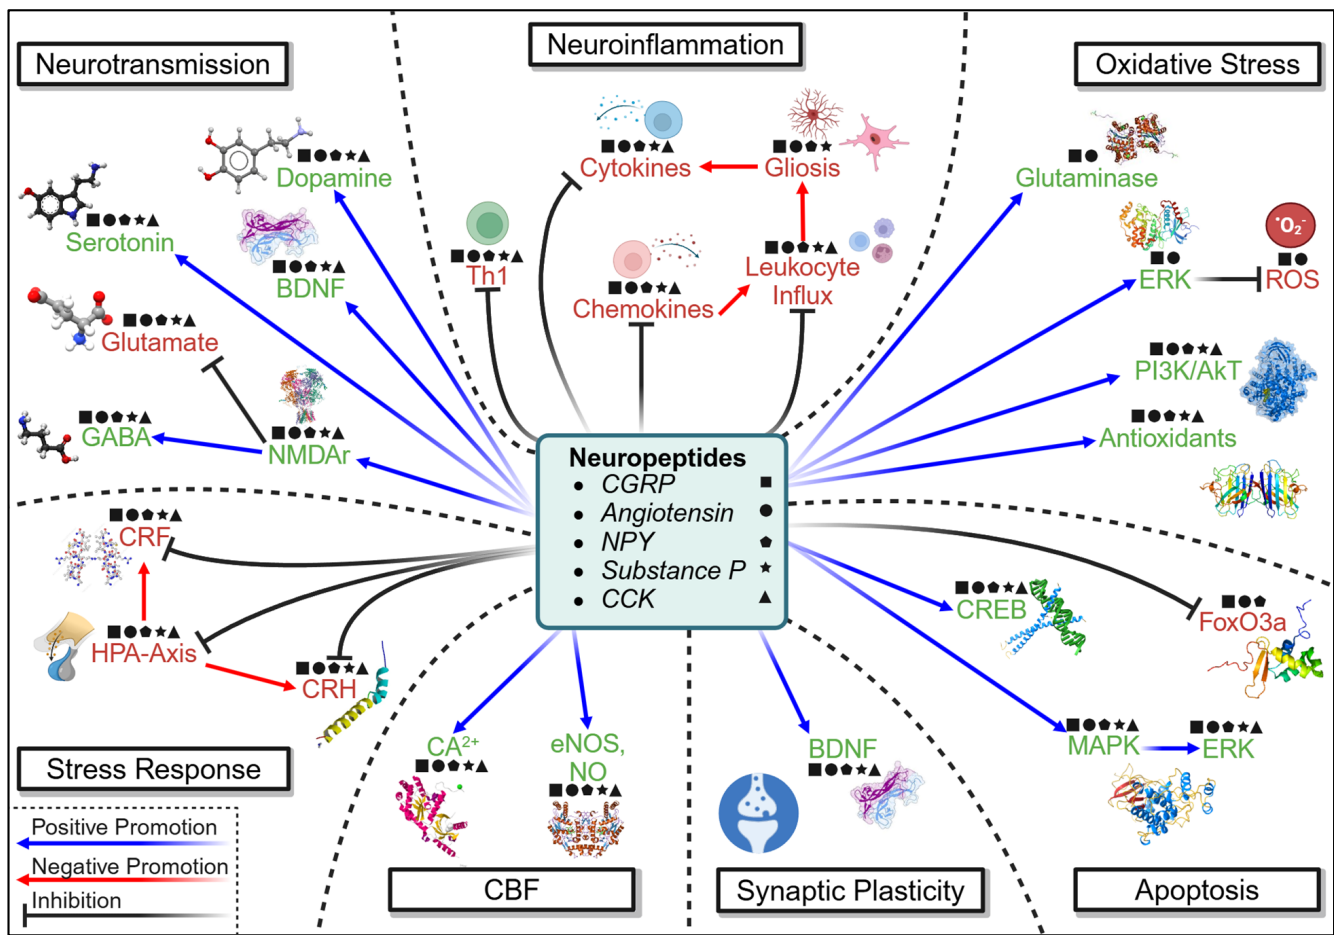 Neurotransmission
Dopamine
Serotonin
BDNF
Glutamate
GABA
NMDAr
Neuroinflammation
Cytokines
Gliosis
Th1
Chemokines
Leukocyte
Influx
Oxidative Stress
Glutaminase
ERK
•O₂⁻
ROS
PI3K/AkT
Antioxidants
Neuropeptides
• CGRP ■
• Angiotensin ●
• NPY ⬟
• Substance P ★
• CCK ▲
CRF
HPA-Axis
CRH
Stress Response
CA²⁺
eNOS,
NO
CBF
BDNF
Synaptic Plasticity
CREB
FoxO3a
MAPK
ERK
Apoptosis
Positive Promotion
Negative Promotion
Inhibition